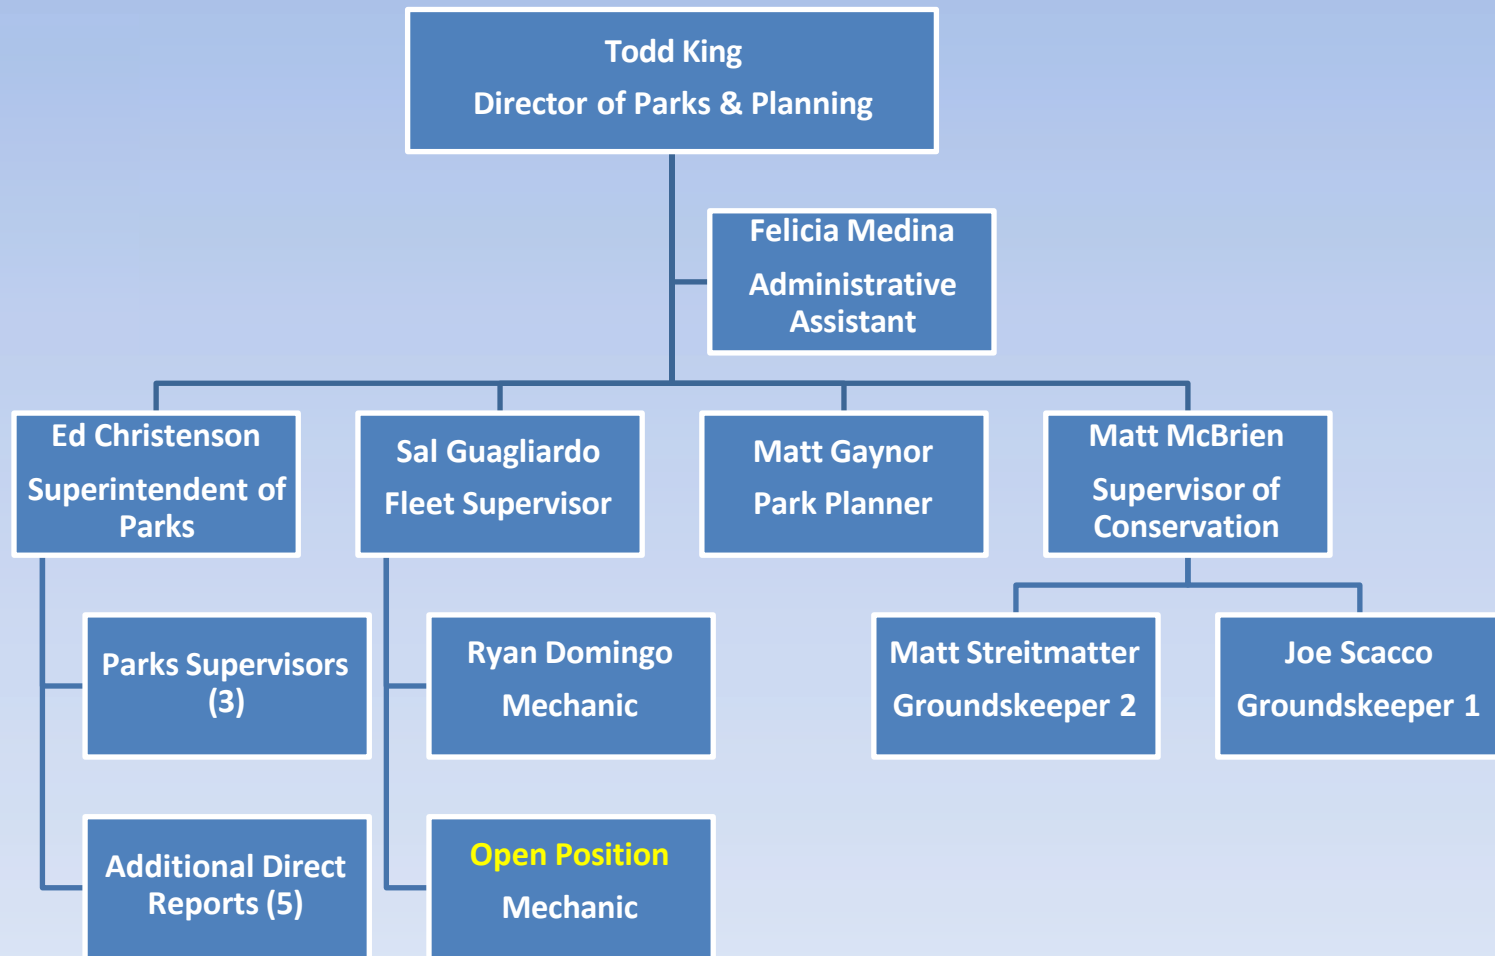 Todd King
Director of Parks & Planning
Felicia Medina
Administrative
Assistant
Ed Christenson
Superintendent of
Parks
Sal Guagliardo
Fleet Supervisor
Matt Gaynor
Park Planner
Matt McBrien
Supervisor of
Conservation
Parks Supervisors
(3)
Ryan Domingo
Mechanic
Matt Streitmatter
Groundskeeper 2
Joe Scacco
Groundskeeper 1
Additional Direct
Reports (5)
Open Position
Mechanic